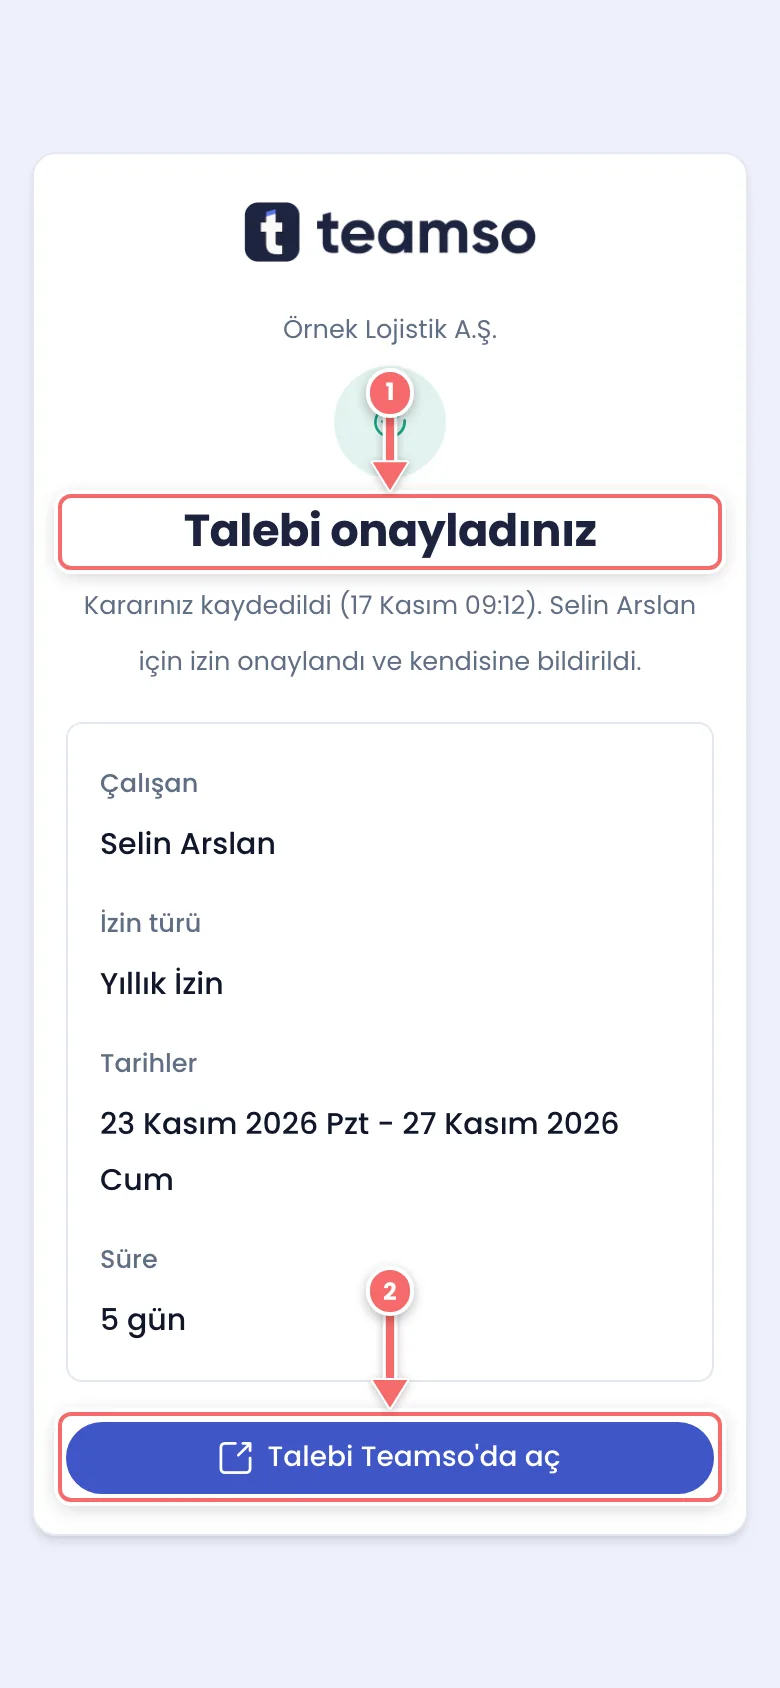 teamso
Örnek Lojistik A.Ş.
1
Talebi onayladınız
Kararınız kaydedildi (17 Kasım 09:12). Selin Arslan
için izin onaylandı ve kendisine bildirildi.
Çalışan
Selin Arslan
İzin türü
Yıllık İzin
Tarihler
23 Kasım 2026 Pzt - 27 Kasım 2026
Cum
Süre
5 gün
2
Talebi Teamso'da aç